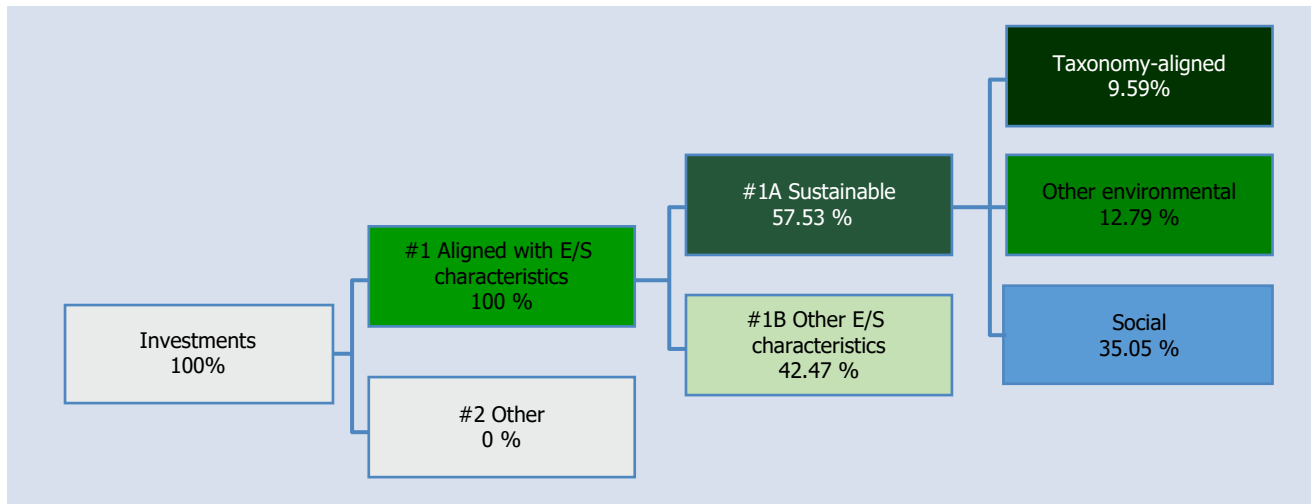 Investments
100%
#1 Aligned with E/S
characteristics
100 %
#2 Other
0 %
#1A Sustainable
57.53 %
#1B Other E/S
characteristics
42.47 %
Taxonomy-aligned
9.59%
Other environmental
12.79 %
Social
35.05 %